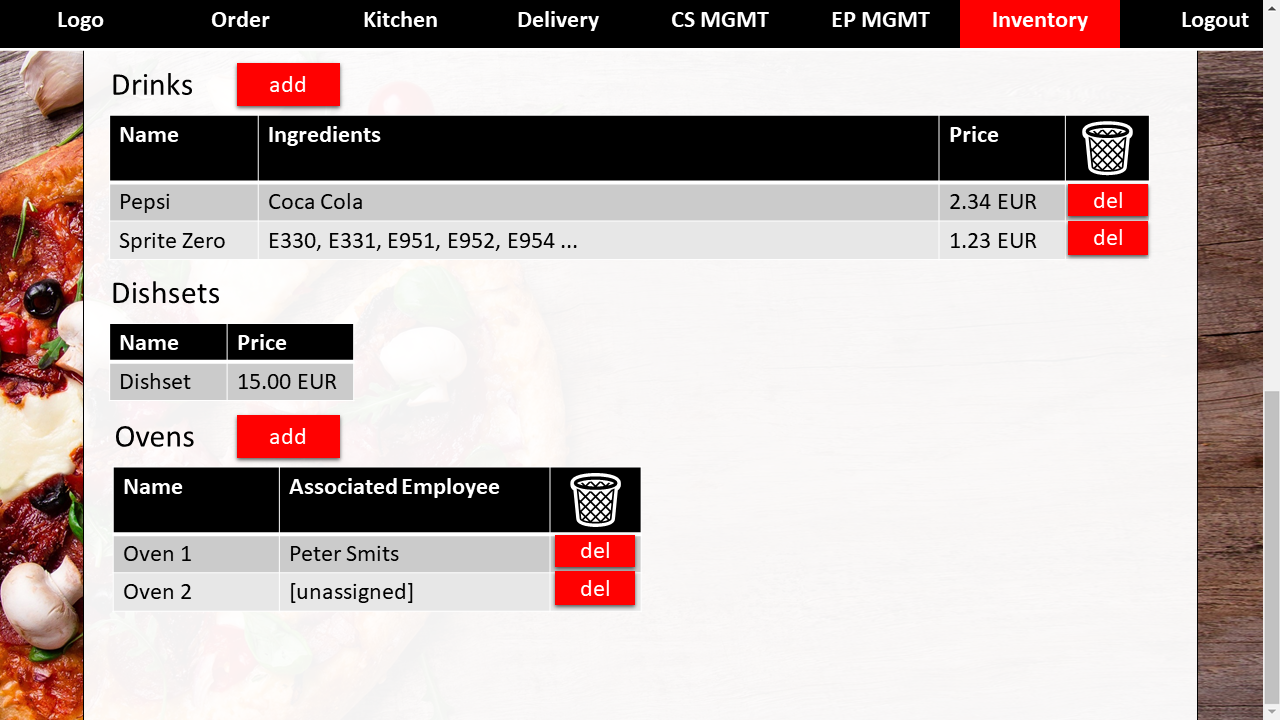 Logo Order Kitchen Delivery CS MGMT EP MGMT Inventory Logout
Drinks add
Name Ingredients Price
Pepsi Coca Cola 2.34 EUR del
Sprite Zero E330, E331, E951, E952, E954 ... 1.23 EUR del
Dishsets
Name Price
Dishset 15.00 EUR
Ovens add
Name Associated Employee
Oven 1 Peter Smits del
Oven 2 [unassigned] del